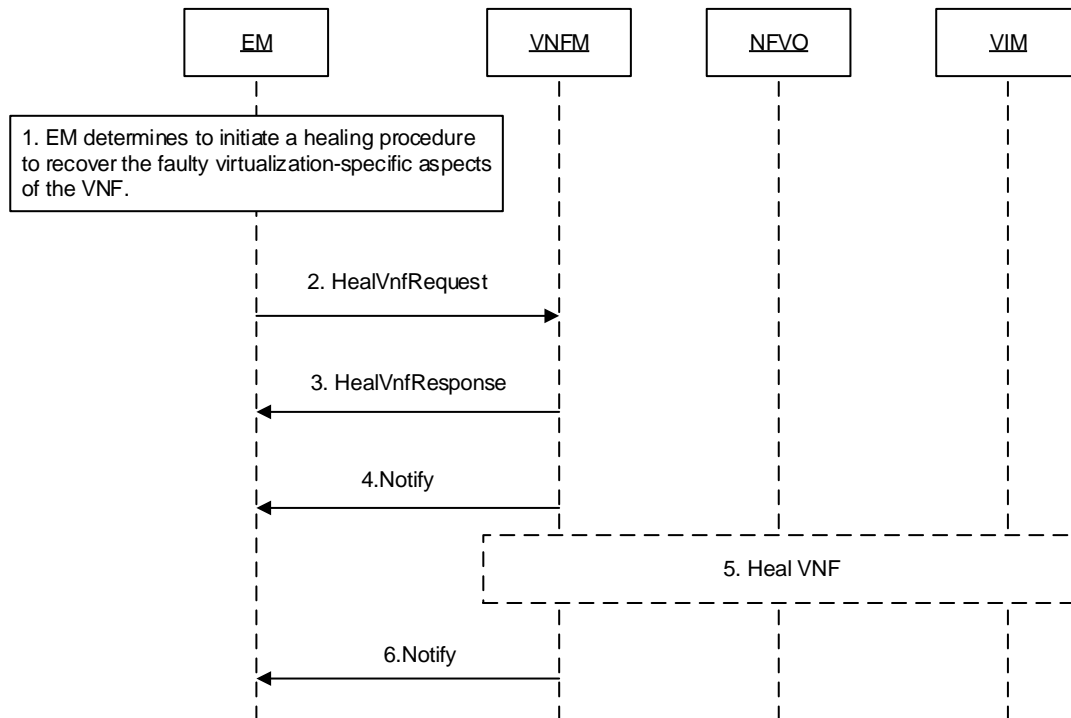 EM
VNFM
NFVO
VIM
1. EM determines to initiate a healing procedure
to recover the faulty virtualization-specific aspects
of the VNF.
2. HealVnfRequest
3. HealVnfResponse
4.Notify
5. Heal VNF
6.Notify